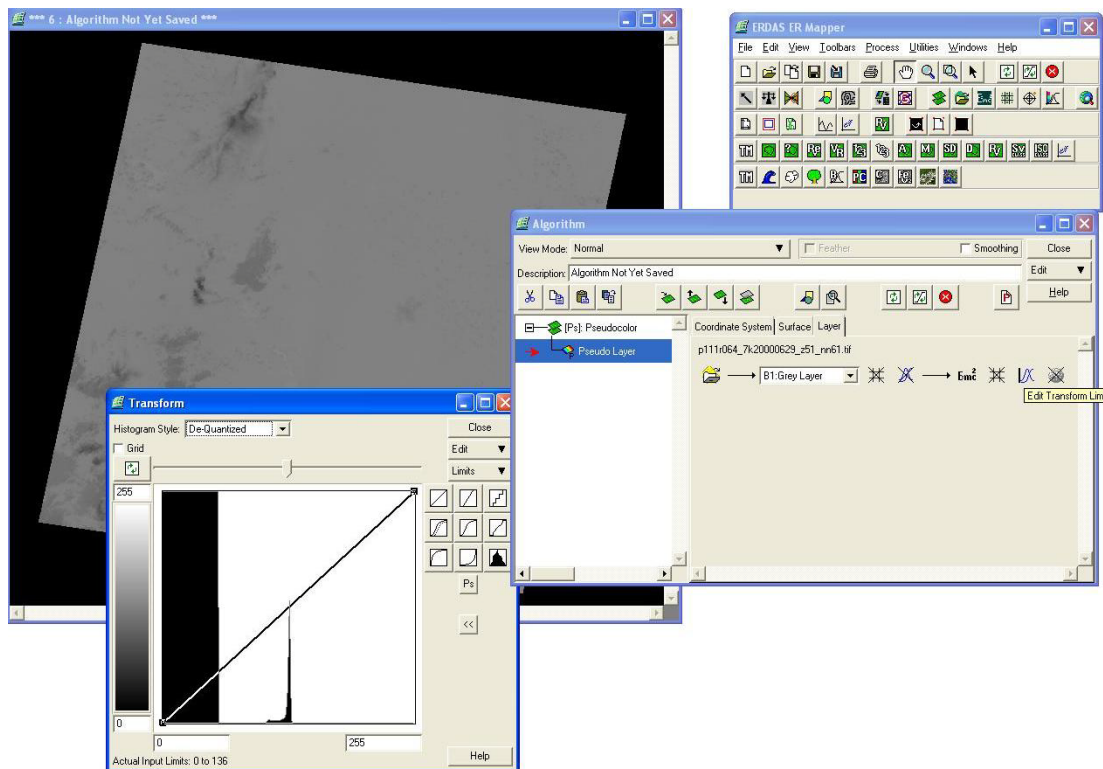 *** 6 : Algorithm Not Yet Saved ***
ERDAS ER Mapper
File Edit View Toolbars Process Utilities Windows Help
Algorithm
View Mode: Normal
Feather
Smoothing
Close
Description: Algorithm Not Yet Saved
Edit
Help
[Ps]: Pseudocolor
Pseudo Layer
Coordinate System Surface Layer
p111r064_7k20000629_z51_nn61.tif
B1:Grey Layer
Emc²
Edit Transform Lim
Transform
Histogram Style: De-Quantized
Close
Grid
Edit
Limits
255
Ps
<<
0
0
255
Actual Input Limits: 0 to 136
Help